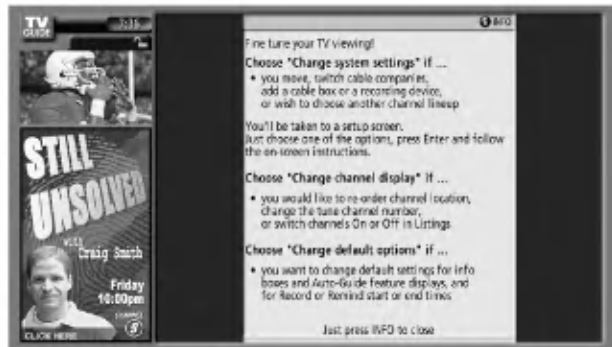 TV
GUIDE
INFO
Fine tune your TV viewing!
Choose "Change system settings" if ...
• you move, switch cable companies,
add a cable box or a recording device,
or wish to choose another channel lineup
You'll be taken to a setup screen.
Just choose one of the options, press Enter and follow
the on-screen instructions.
Choose "Change channel display" if ...
• you would like to re-order channel location,
change the tune channel number,
or switch channels On or Off in Listings
Choose "Change default options" if ...
• you want to change default settings for Info
boxes and Auto-Guide feature displays, and
for Record or Remind start or end times
Just press INFO to close
STILL
UNSOLVED
with
Craig Smith
Friday
10:00pm
CHANNEL
CLICK HERE